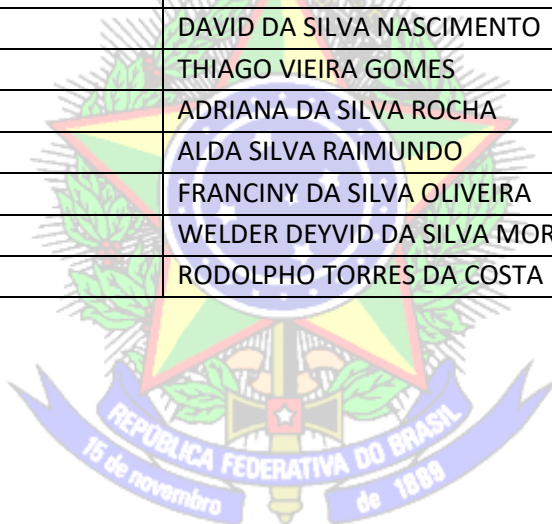 DAVID DA SILVA NASCIMENTO
THIAGO VIEIRA GOMES
ADRIANA DA SILVA ROCHA
ALDA SILVA RAIMUNDO
FRANCINY DA SILVA OLIVEIRA
WELDER DEYVID DA SILVA MOR
RODOLPHO TORRES DA COSTA
REPÚBLICA FEDERATIVA DO BRASIL
15 de novembro de 1889